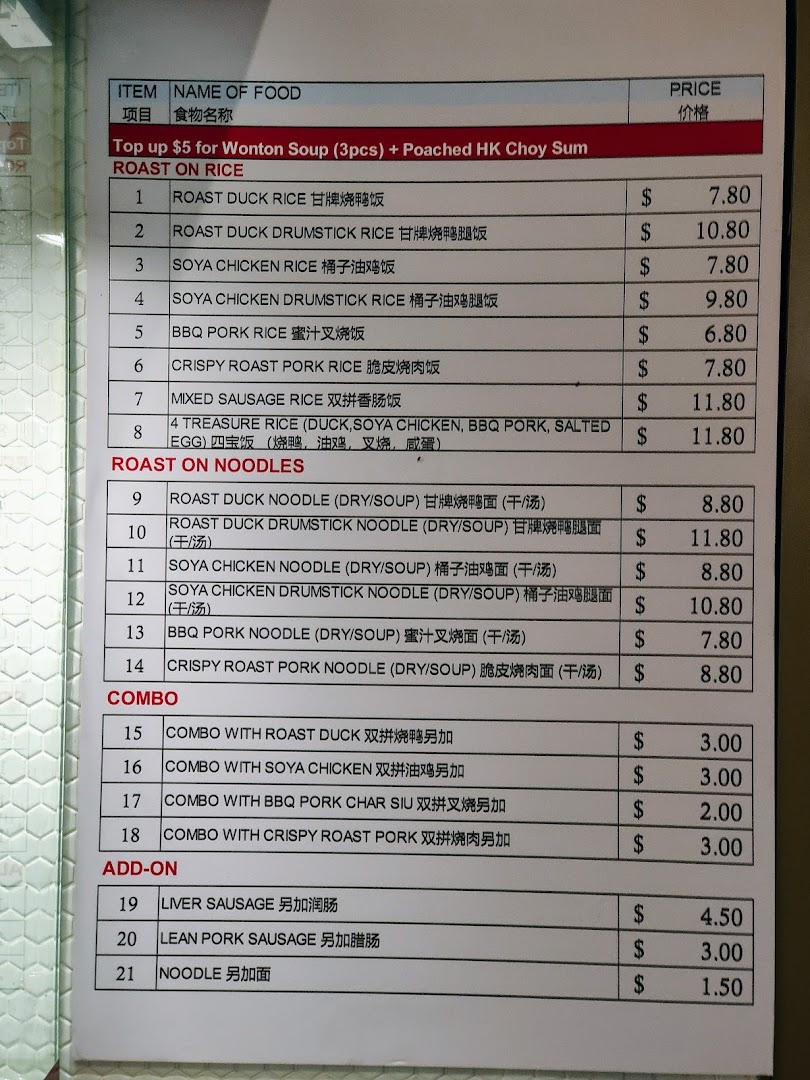 ITEM NAME OF FOOD PRICE
项目 食物名称 价格
Top up $5 for Wonton Soup (3pcs) + Poached HK Choy Sum
ROAST ON RICE
1 ROAST DUCK RICE 甘牌烧鸭饭 $ 7.80
2 ROAST DUCK DRUMSTICK RICE 甘牌烧鸭腿饭 $ 10.80
3 SOYA CHICKEN RICE 桶子油鸡饭 $ 7.80
4 SOYA CHICKEN DRUMSTICK RICE 桶子油鸡腿饭 $ 9.80
5 BBQ PORK RICE 蜜汁叉烧饭 $ 6.80
6 CRISPY ROAST PORK RICE 脆皮烧肉饭 $ 7.80
7 MIXED SAUSAGE RICE 双拼香肠饭 $ 11.80
8 4 TREASURE RICE (DUCK,SOYA CHICKEN, BBQ PORK, SALTED
EGG) 四宝饭 （烧鸭，油鸡，叉烧，咸蛋） $ 11.80
ROAST ON NOODLES
9 ROAST DUCK NOODLE (DRY/SOUP) 甘牌烧鸭面 (干/汤) $ 8.80
10 ROAST DUCK DRUMSTICK NOODLE (DRY/SOUP) 甘牌烧鸭腿面
(干/汤) $ 11.80
11 SOYA CHICKEN NOODLE (DRY/SOUP) 桶子油鸡面 (干/汤) $ 8.80
12 SOYA CHICKEN DRUMSTICK NOODLE (DRY/SOUP) 桶子油鸡腿面
(干/汤) $ 10.80
13 BBQ PORK NOODLE (DRY/SOUP) 蜜汁叉烧面 (干/汤) $ 7.80
14 CRISPY ROAST PORK NOODLE (DRY/SOUP) 脆皮烧肉面 (干/汤) $ 8.80
COMBO
15 COMBO WITH ROAST DUCK 双拼烧鸭另加 $ 3.00
16 COMBO WITH SOYA CHICKEN 双拼油鸡另加 $ 3.00
17 COMBO WITH BBQ PORK CHAR SIU 双拼叉烧另加 $ 2.00
18 COMBO WITH CRISPY ROAST PORK 双拼烧肉另加 $ 3.00
ADD-ON
19 LIVER SAUSAGE 另加润肠 $ 4.50
20 LEAN PORK SAUSAGE 另加腊肠 $ 3.00
21 NOODLE 另加面 $ 1.50